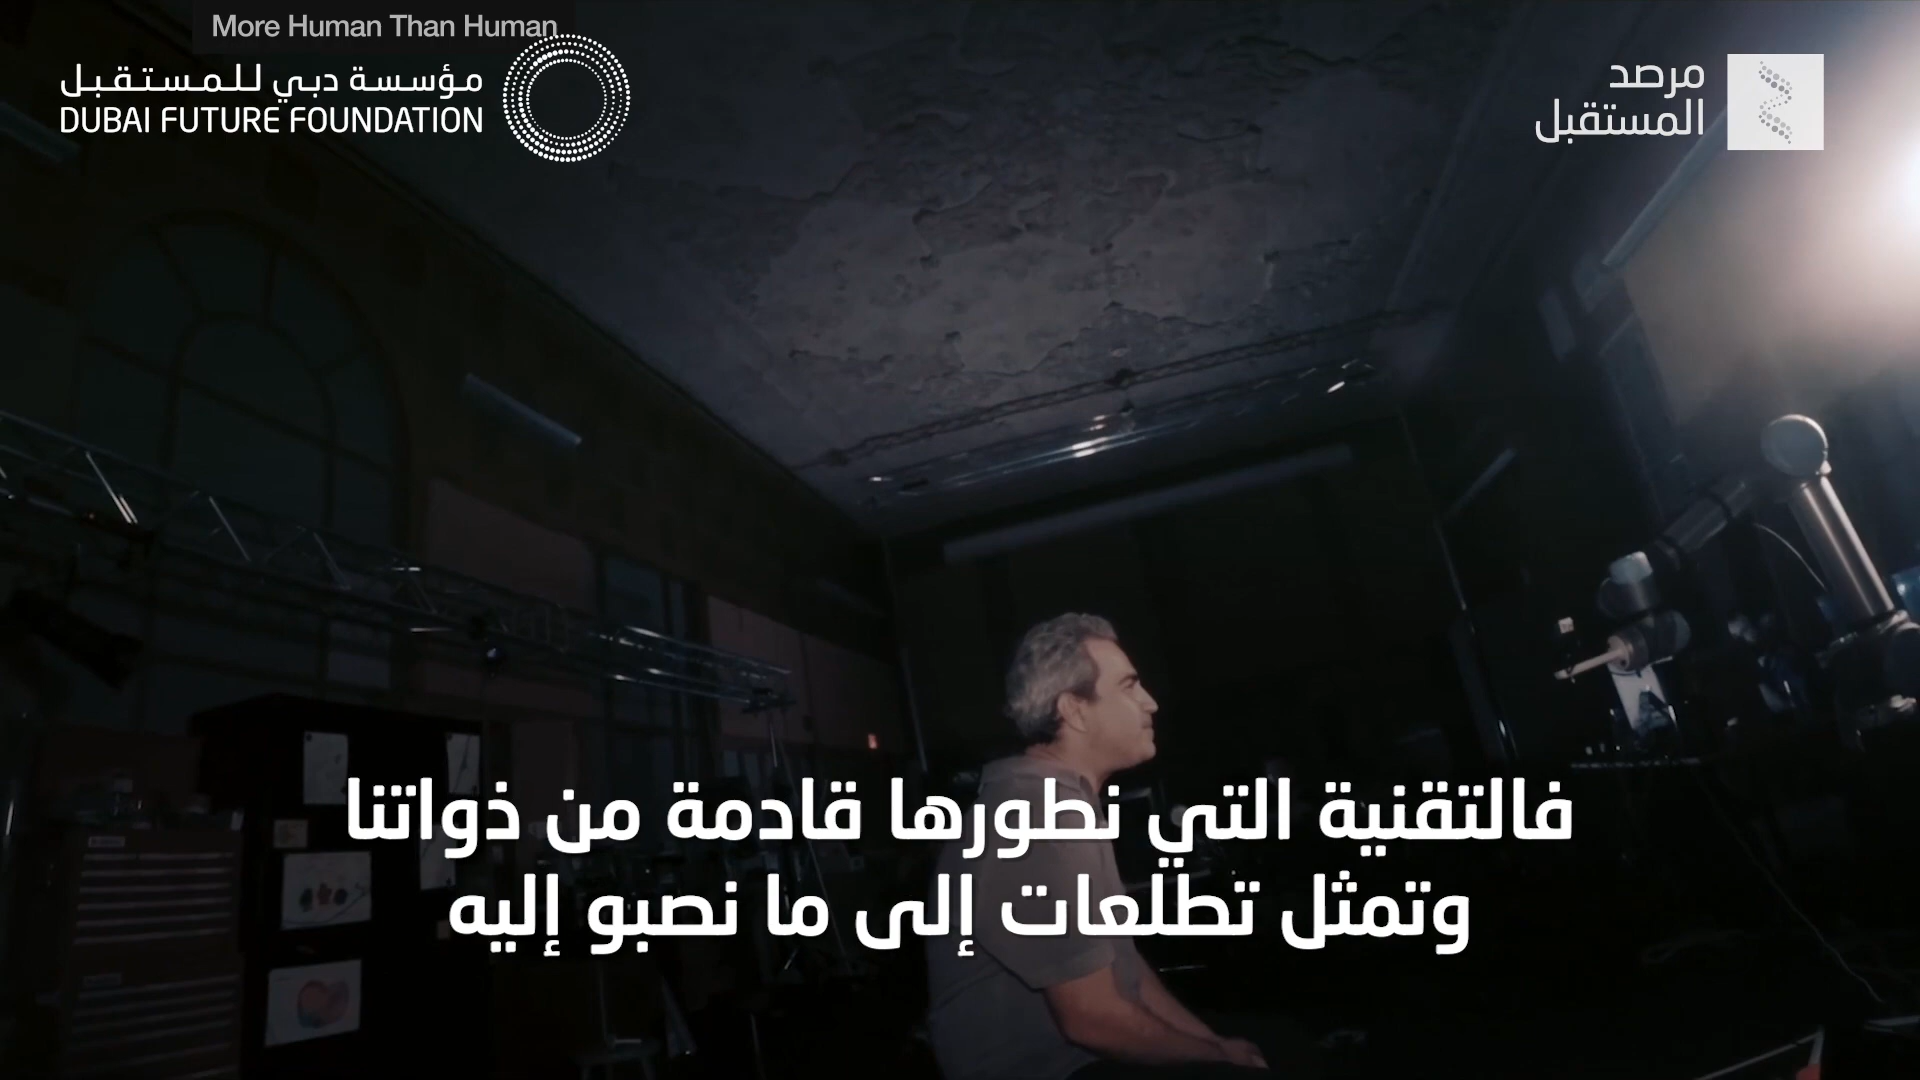 More Human Than Human
مؤسسة دبي للمستقبل
DUBAI FUTURE FOUNDATION
مرصد
المستقبل
فالتقنية التي نطورها قادمة من ذواتنا
وتمثل تطلعات إلى ما نصبو إليه